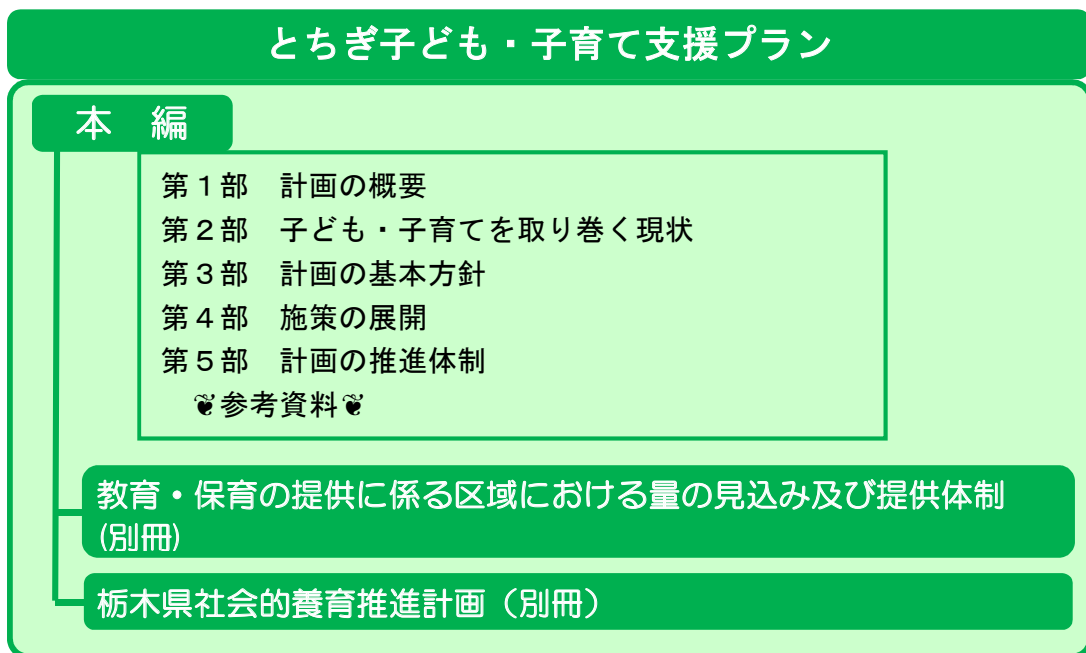 とちぎ子ども・子育て支援プラン
本　編
第１部　計画の概要
第２部　子ども・子育てを取り巻く現状
第３部　計画の基本方針
第４部　施策の展開
第５部　計画の推進体制
❦参考資料❦
教育・保育の提供に係る区域における量の見込み及び提供体制
(別冊)
栃木県社会的養育推進計画（別冊）